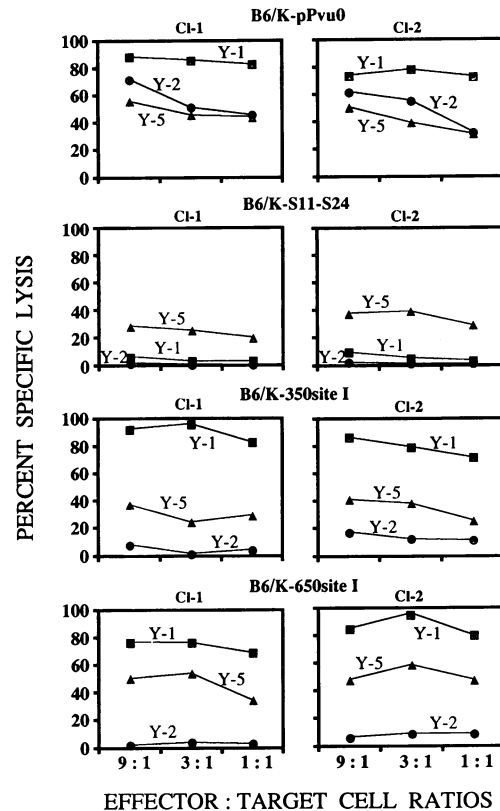 B6/K-pPvu0
Cl-1 Cl-2
100
80
60
40
20
0
Y-1
Y-2
Y-5
Y-1
Y-2
Y-5
B6/K-S11-S24
Cl-1 Cl-2
100
80
60
40
20
0
Y-5
Y-2 Y-1
Y-5
Y-1
Y-2
B6/K-350site I
Cl-1 Cl-2
100
80
60
40
20
0
Y-1
Y-5
Y-2
Y-1
Y-5
Y-2
B6/K-650site I
Cl-1 Cl-2
100
80
60
40
20
0
Y-1
Y-5
Y-2
Y-1
Y-5
Y-2
9 : 1 3 : 1 1 : 1 9 : 1 3 : 1 1 : 1
PERCENT SPECIFIC LYSIS
EFFECTOR : TARGET CELL RATIOS